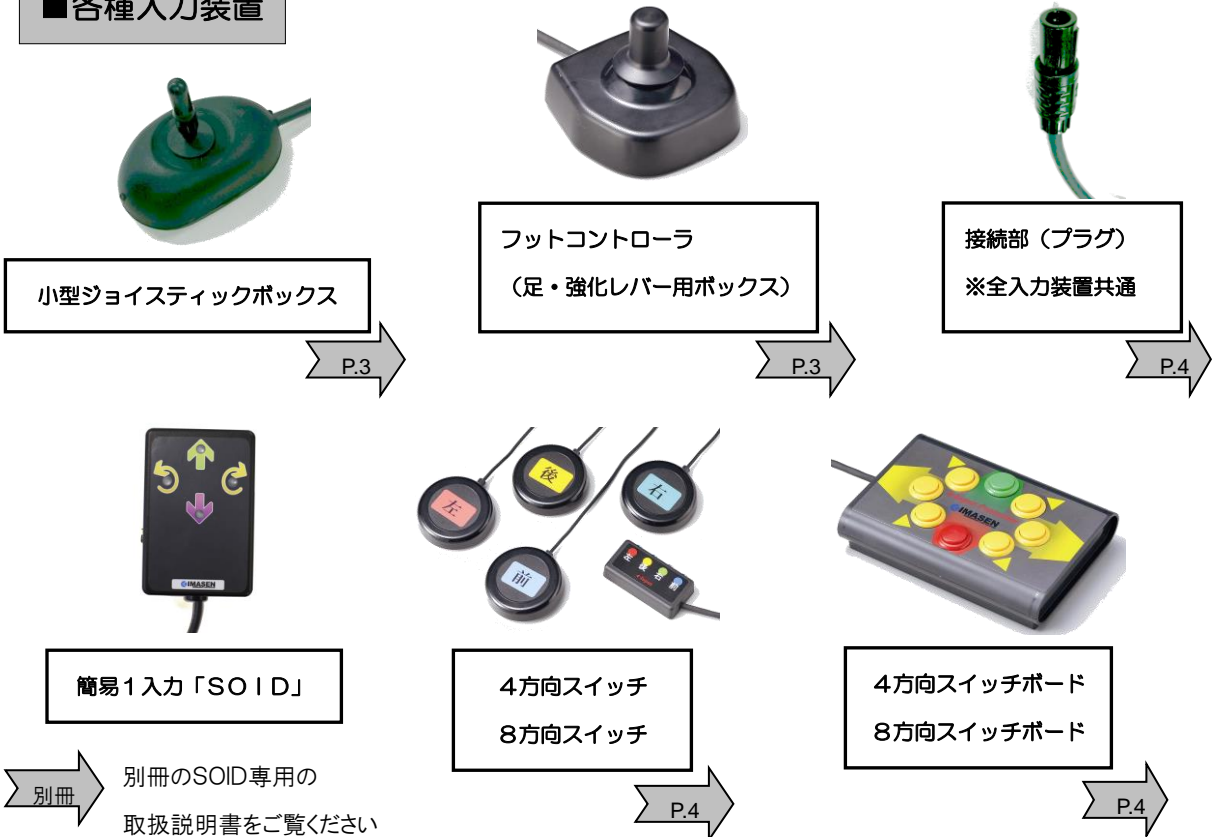 ■各種入力装置
小型ジョイスティックボックス
P.3
フットコントローラ
（足・強化レバー用ボックス）
P.3
接続部（プラグ）
※全入力装置共通
P.4
IMASEN
簡易１入力「ＳＯＩＤ」
別冊
別冊のSOID専用の
取扱説明書をご覧ください
左
後
右
前
４方向スイッチ
８方向スイッチ
P.4
IMASEN
４方向スイッチボード
８方向スイッチボード
P.4